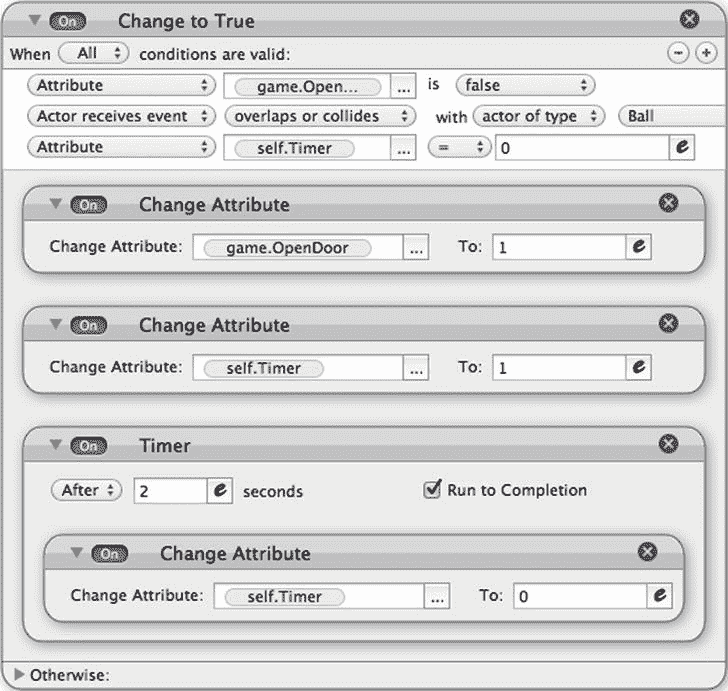 On Change to True
When All conditions are valid:
Attribute game.Open... ... is false
Actor receives event overlaps or collides with actor of type Ball
Attribute self.Timer ... = 0 e
On Change Attribute
Change Attribute: game.OpenDoor ... To: 1 e
On Change Attribute
Change Attribute: self.Timer ... To: 1 e
On Timer
After 2 e seconds Run to Completion
On Change Attribute
Change Attribute: self.Timer ... To: 0 e
Otherwise: